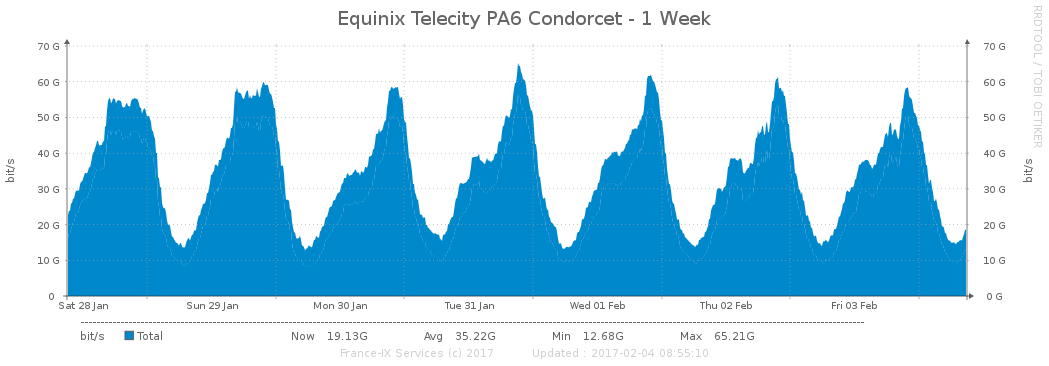 Equinix Telecity PA6 Condorcet - 1 Week
RRDTOOL / TOBI OETIKER
bit/s
70 G
60 G
50 G
40 G
30 G
20 G
10 G
0
70 G
60 G
50 G
40 G
30 G
20 G
10 G
0 G
bit/s
Sat 28 Jan Sun 29 Jan Mon 30 Jan Tue 31 Jan Wed 01 Feb Thu 02 Feb Fri 03 Feb
bit/s Total Now 19.13G Avg 35.22G Min 12.68G Max 65.21G
France-IX Services (c) 2017 Updated : 2017-02-04 08:55:10